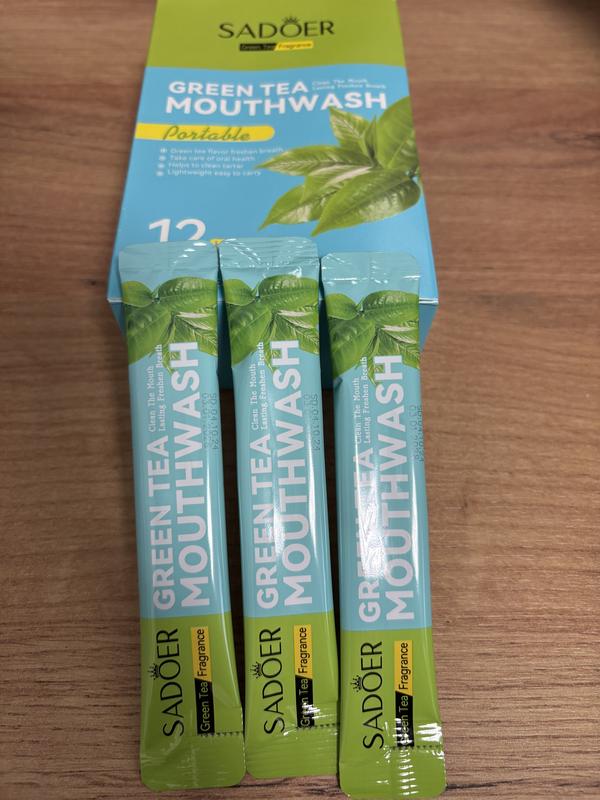 SADOER
Green Tea Fragrance
GREEN TEA
Clean The Mouth
Lasting Freshen Breath
MOUTHWASH
Portable
Green tea flavor freshen breath
Take care of oral health
Helps to clean tartar
Lightweight easy to carry
12
Clean The Mouth
Lasting Freshen Breath
GREEN TEA
MOUTHWASH
SADOER
Green Tea Fragrance
Clean The Mouth
Lasting Freshen Breath
GREEN TEA
MOUTHWASH
SADOER
Green Tea Fragrance
Clean The Mouth
Lasting Freshen Breath
GREEN TEA
MOUTHWASH
SADOER
Green Tea Fragrance